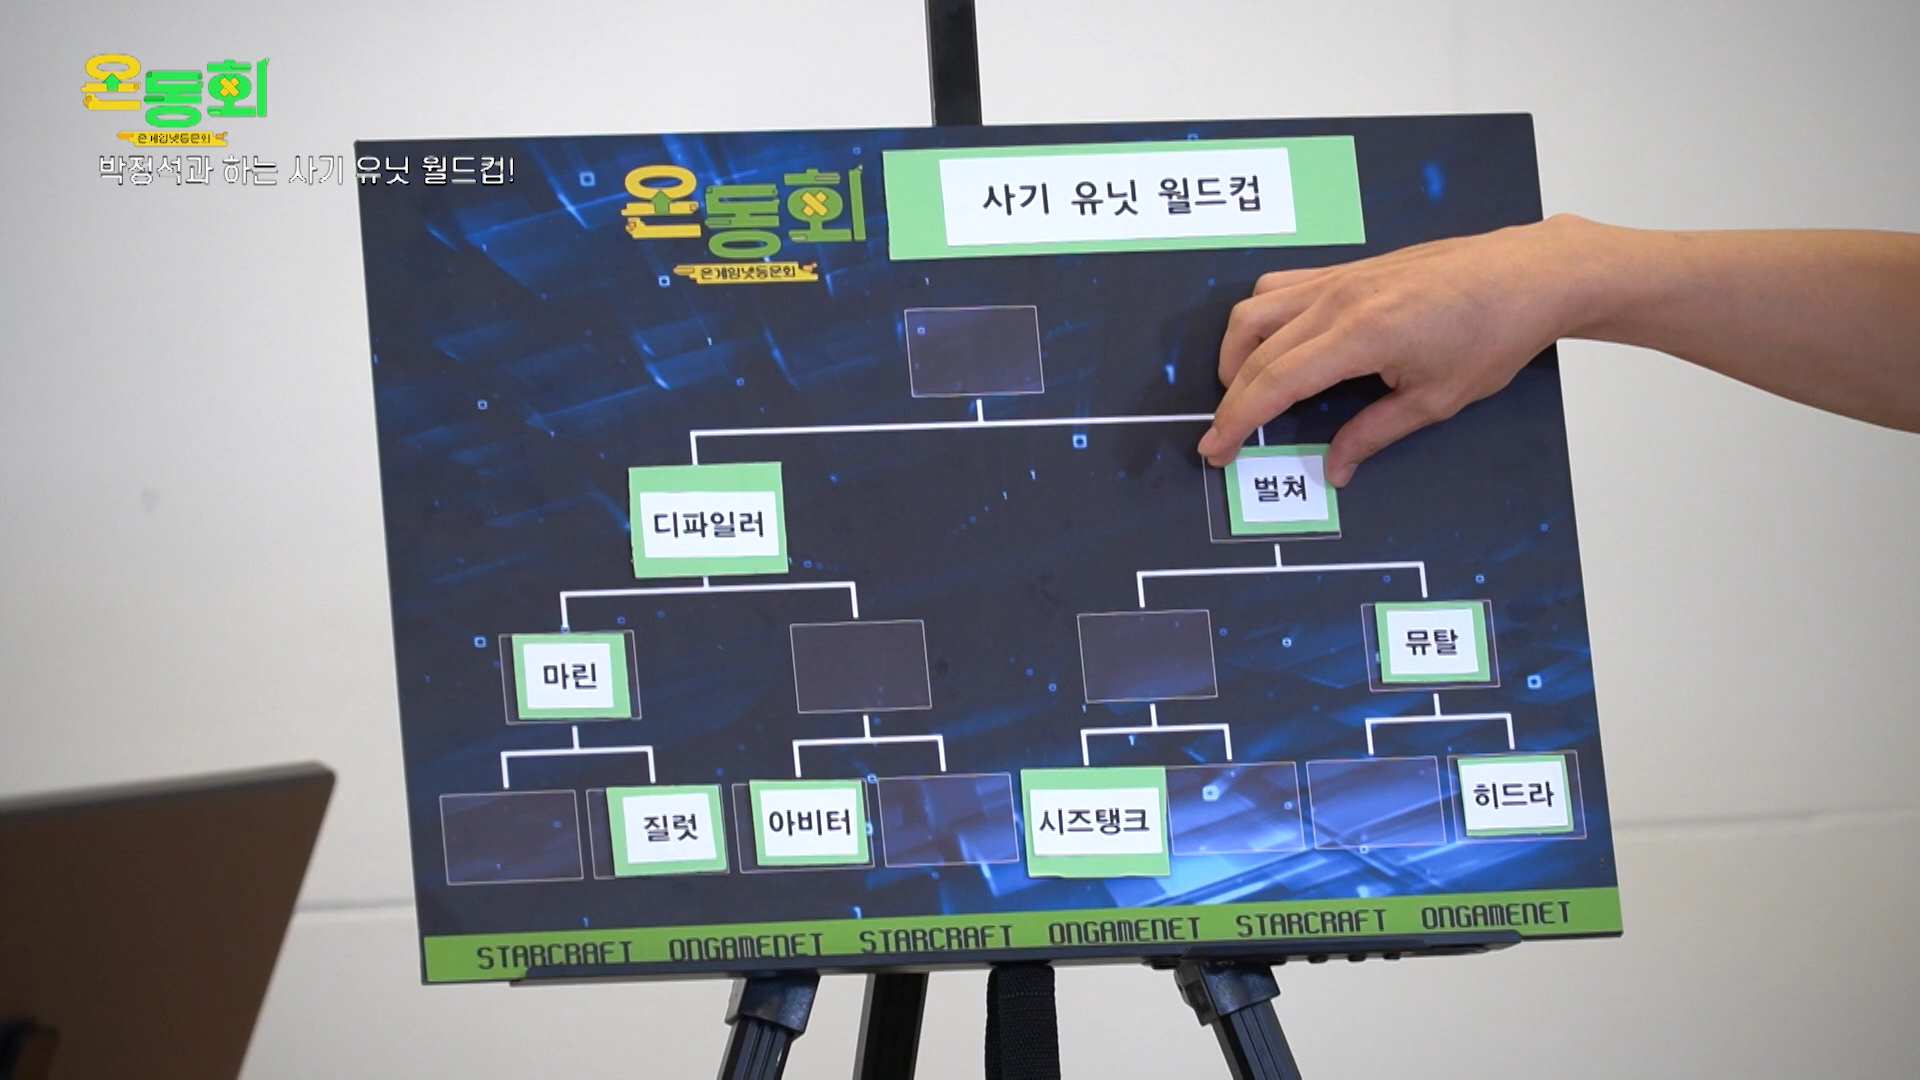 온동회
온게임넷동문회
박정석과 하는 사기 유닛 월드컵!
온동회
온게임넷동문회
사기 유닛 월드컵
디파일러
벌쳐
마린
뮤탈
질럿
아비터
시즈탱크
히드라
STARCRAFT ONGAMENET STARCRAFT ONGAMENET STARCRAFT ONGAMENET